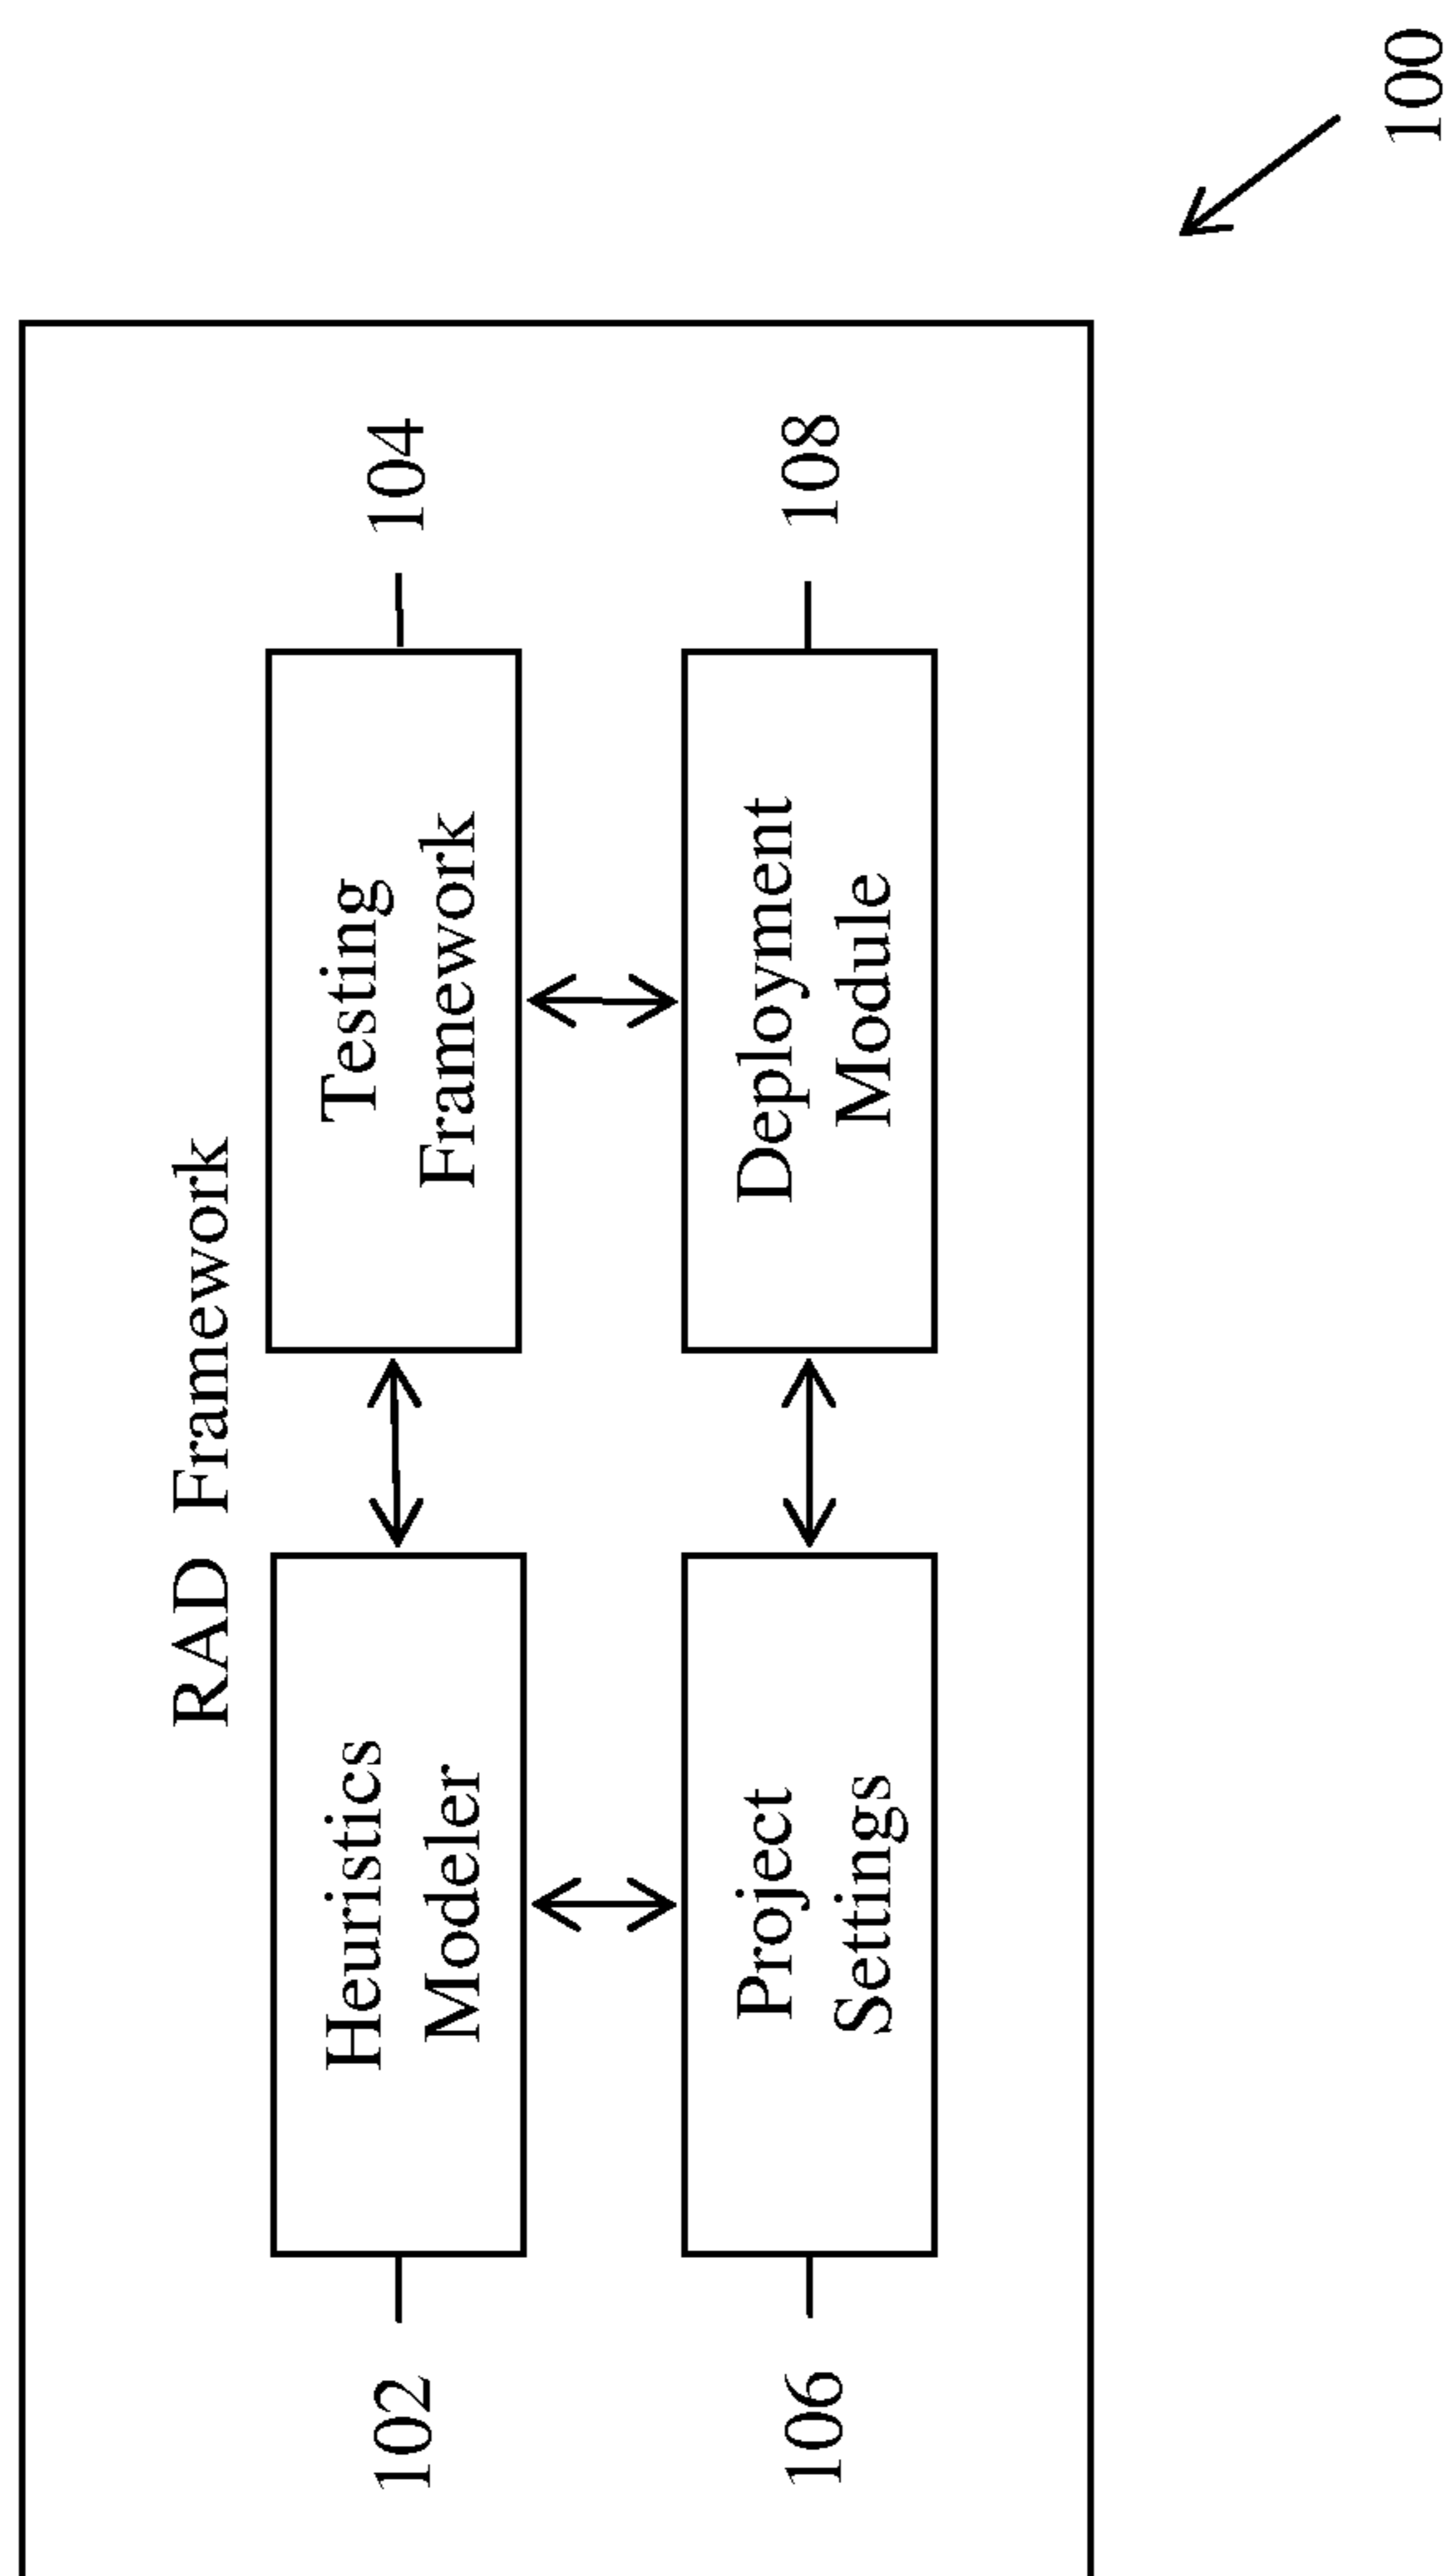 RAD Framework
102
Heuristics
Modeler
Testing
Framework
104
106
Project
Settings
Deployment
Module
108
100